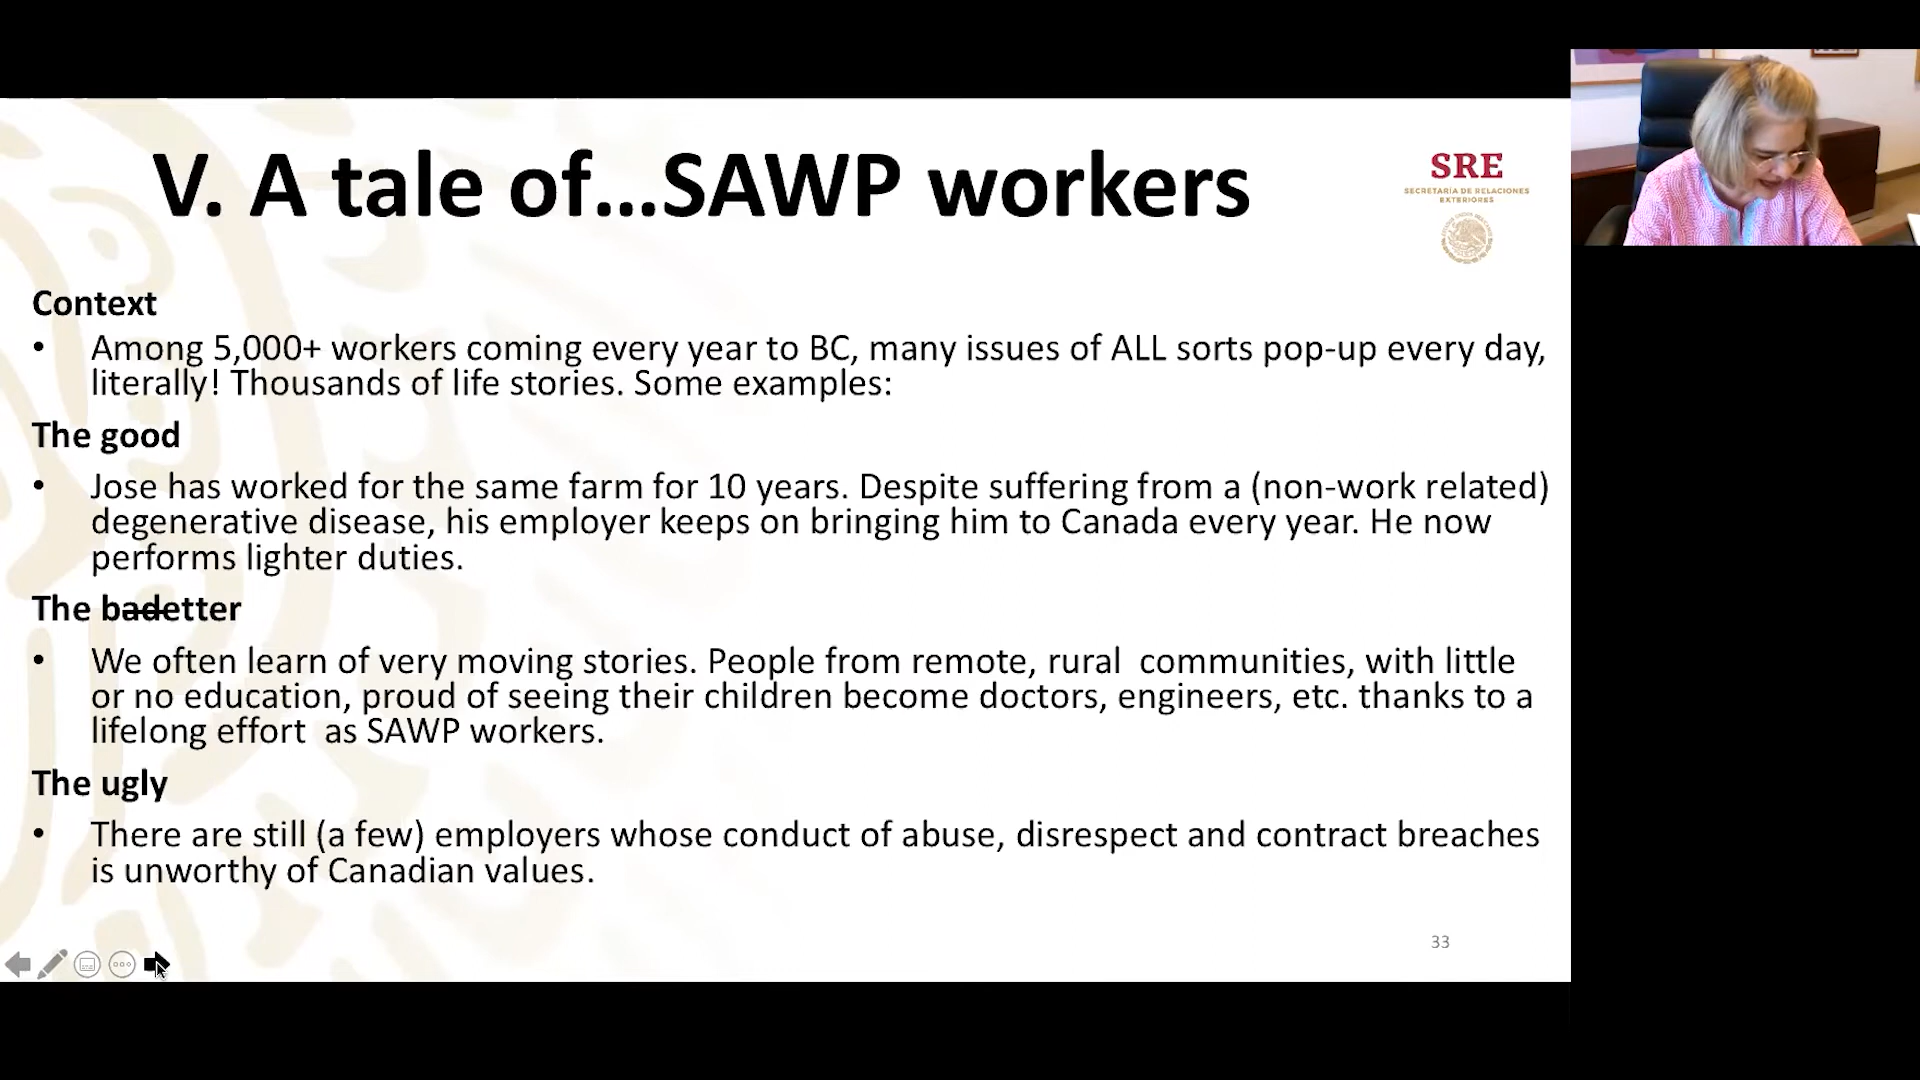 V. A tale of...SAWP workers
SRE
SECRETARÍA DE RELACIONES
EXTERIORES
Context
• Among 5,000+ workers coming every year to BC, many issues of ALL sorts pop-up every day,
literally! Thousands of life stories. Some examples:
The good
• Jose has worked for the same farm for 10 years. Despite suffering from a (non-work related)
degenerative disease, his employer keeps on bringing him to Canada every year. He now
performs lighter duties.
The badetter
• We often learn of very moving stories. People from remote, rural  communities, with little
or no education, proud of seeing their children become doctors, engineers, etc. thanks to a
lifelong effort  as SAWP workers.
The ugly
• There are still (a few) employers whose conduct of abuse, disrespect and contract breaches
is unworthy of Canadian values.
33